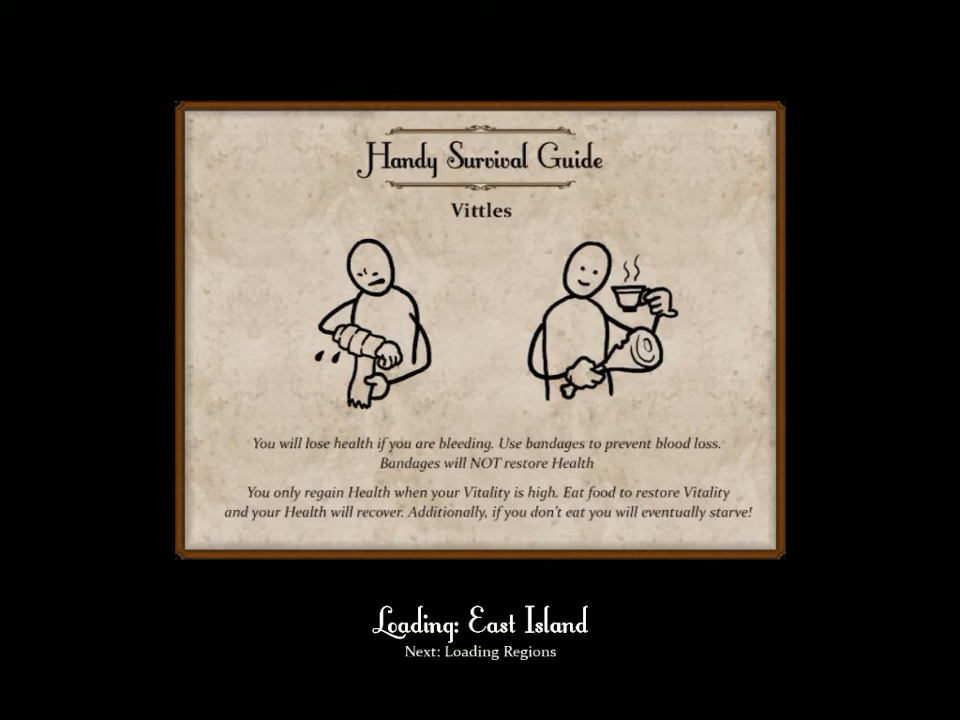 Handy Survival Guide
Vittles
You will lose health if you are bleeding. Use bandages to prevent blood loss.
Bandages will NOT restore Health
You only regain Health when your Vitality is high. Eat food to restore Vitality
and your Health will recover. Additionally, if you don't eat you will eventually starve!
Loading: East Island
Next: Loading Regions